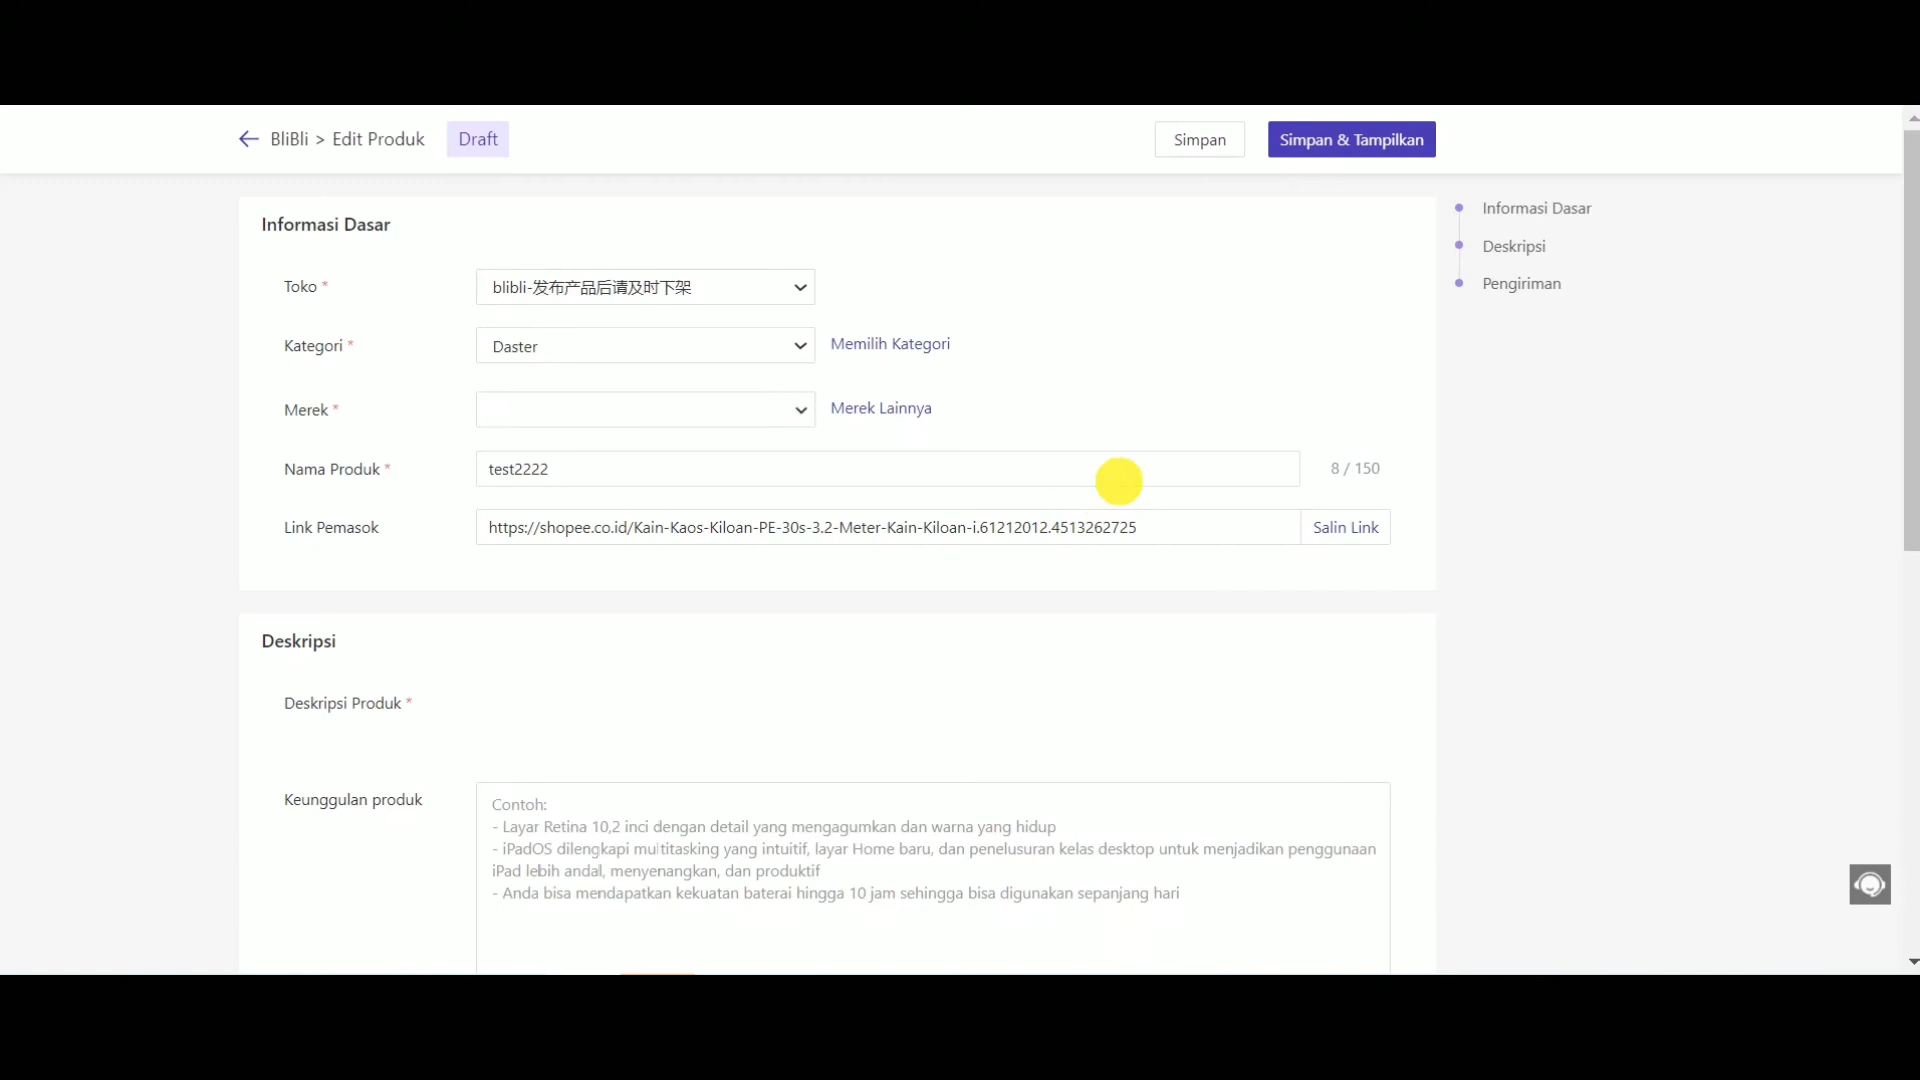 BliBli > Edit Produk Draft Simpan Simpan & Tampilkan
Informasi Dasar
Toko * blibli-发布产品后请及时下架
Kategori * Daster Memilih Kategori
Merek * Merek Lainnya
Nama Produk * test2222 8 / 150
Link Pemasok https://shopee.co.id/Kain-Kaos-Kiloan-PE-30s-3.2-Meter-Kain-Kiloan-i.61212012.4513262725 Salin Link
Informasi Dasar
Deskripsi
Pengiriman
Deskripsi
Deskripsi Produk *
Keunggulan produk
Contoh:
- Layar Retina 10,2 inci dengan detail yang mengagumkan dan warna yang hidup
- iPadOS dilengkapi multitasking yang intuitif, layar Home baru, dan penelusuran kelas desktop untuk menjadikan penggunaan
iPad lebih andal, menyenangkan, dan produktif
- Anda bisa mendapatkan kekuatan baterai hingga 10 jam sehingga bisa digunakan sepanjang hari